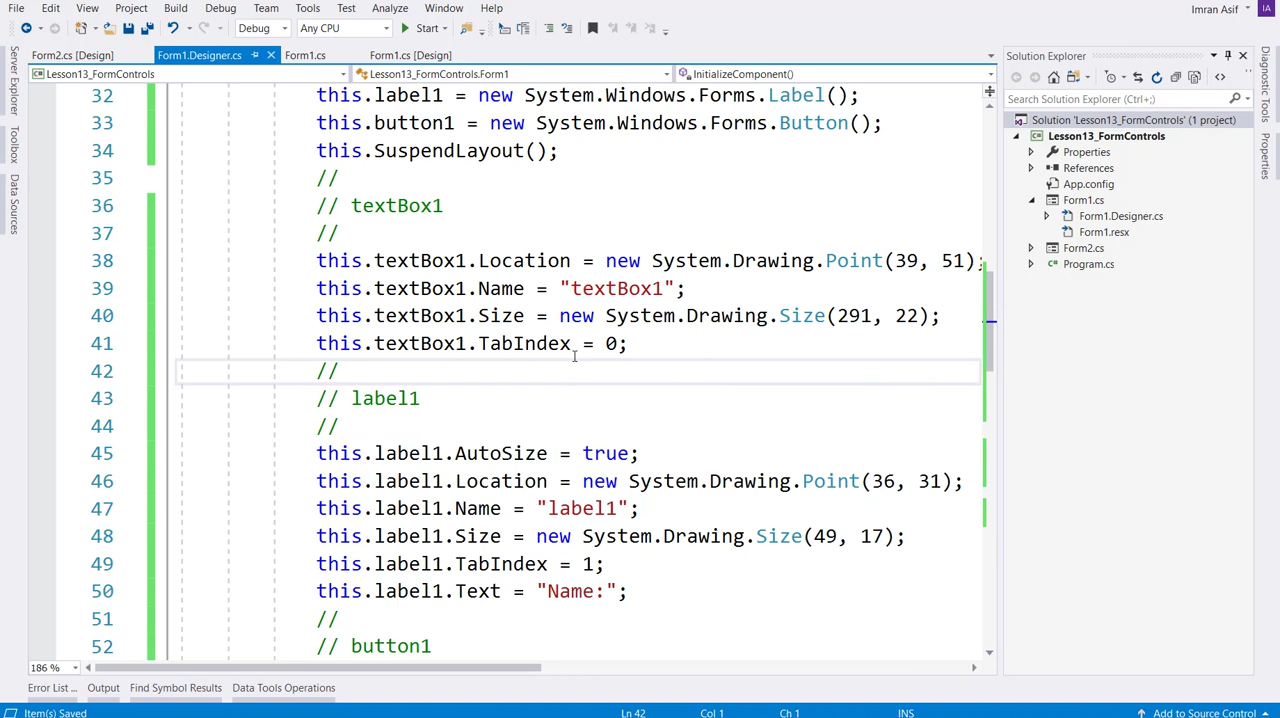 File Edit View Project Build Debug Team Tools Test Analyze Window Help
Imran Asif IA
Debug Any CPU Start
Form2.cs [Design] Form1.Designer.cs Form1.cs Form1.cs [Design]
Lesson13_FormControls Lesson13_FormControls.Form1 InitializeComponent()
Server Explorer
Toolbox
Data Sources
32 this.label1 = new System.Windows.Forms.Label();
33 this.button1 = new System.Windows.Forms.Button();
34 this.SuspendLayout();
35 //
36 // textBox1
37 //
38 this.textBox1.Location = new System.Drawing.Point(39, 51);
39 this.textBox1.Name = "textBox1";
40 this.textBox1.Size = new System.Drawing.Size(291, 22);
41 this.textBox1.TabIndex = 0;
42 //
43 // label1
44 //
45 this.label1.AutoSize = true;
46 this.label1.Location = new System.Drawing.Point(36, 31);
47 this.label1.Name = "label1";
48 this.label1.Size = new System.Drawing.Size(49, 17);
49 this.label1.TabIndex = 1;
50 this.label1.Text = "Name:";
51 //
52 // button1
186 %
Solution Explorer
Search Solution Explorer (Ctrl+;)
Solution 'Lesson13_FormControls' (1 project)
Lesson13_FormControls
Properties
References
App.config
Form1.cs
Form1.Designer.cs
Form1.resx
Form2.cs
Program.cs
Diagnostic Tools
Properties
Error List ... Output Find Symbol Results Data Tools Operations
Item(s) Saved Ln 42 Col 1 Ch 1 INS Add to Source Control